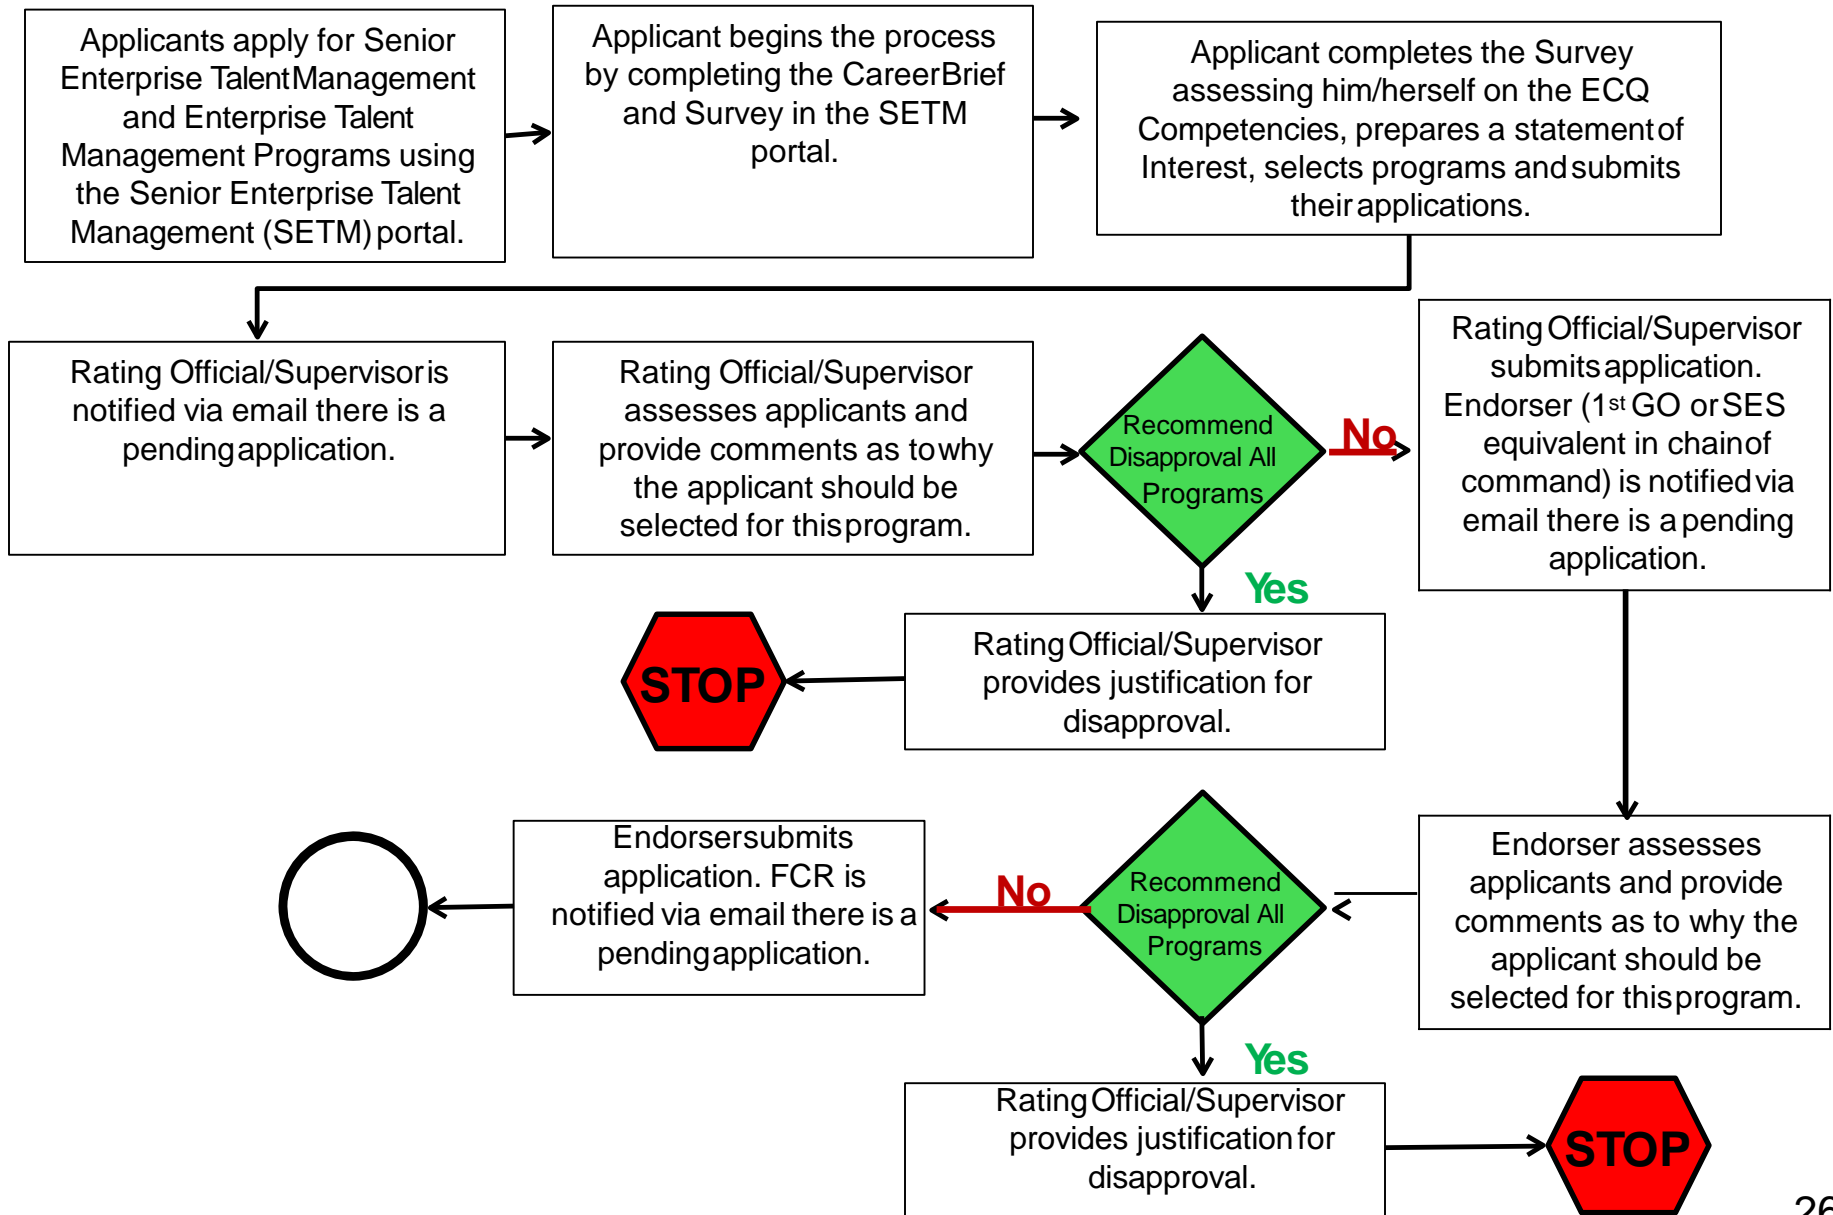 Applicants apply for Senior
Enterprise TalentManagement
and Enterprise Talent
Management Programs using
the Senior Enterprise Talent
Management (SETM) portal.
Applicant begins the process
by completing the CareerBrief
and Survey in the SETM
portal.
Applicant completes the Survey
assessing him/herself on the ECQ
Competencies, prepares a statement of
Interest, selects programs and submits
their applications.
Rating Official/Supervisor is
notified via email there is a
pending application.
Rating Official/Supervisor
assesses applicants and
provide comments as to why
the applicant should be
selected for this program.
Recommend
Disapproval All
Programs
No
Rating Official/Supervisor
submits application.
Endorser (1st GO or SES
equivalent in chain of
command) is notified via
email there is a pending
application.
Yes
STOP
Rating Official/Supervisor
provides justification for
disapproval.
Endorser submits
application. FCR is
notified via email there is a
pending application.
No
Recommend
Disapproval All
Programs
Endorser assesses
applicants and provide
comments as to why the
applicant should be
selected for this program.
Yes
Rating Official/Supervisor
provides justification for
disapproval.
STOP
26